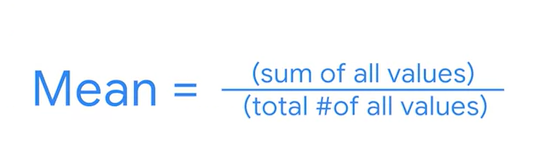 Mean =
(sum of all values)
(total #of all values)